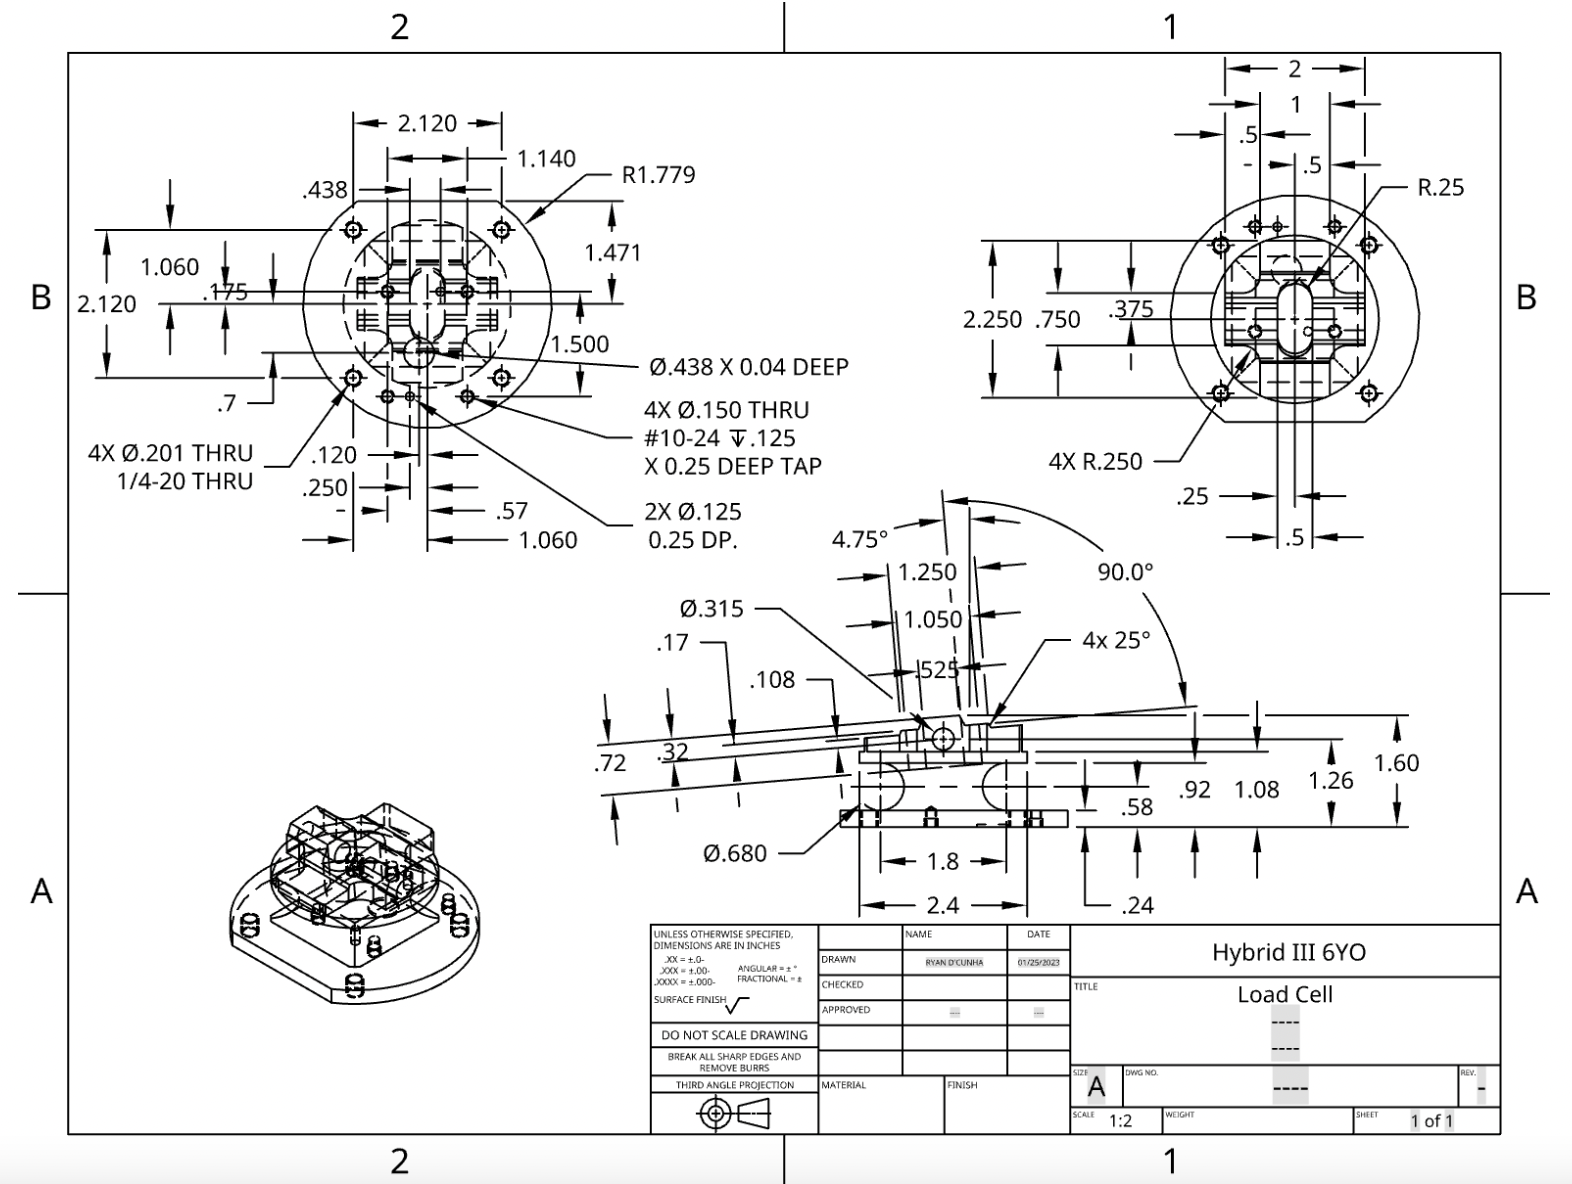 2
1
B
B
A
A
2
1
2.120
1.140
.438
R1.779
1.471
1.060
.175
2.120
1.500
Ø.438 X 0.04 DEEP
.7
4X Ø.150 THRU
#10-24 ↧.125
X 0.25 DEEP TAP
4X Ø.201 THRU
1/4-20 THRU
.120
.250
-
.57
2X Ø.125
0.25 DP.
1.060
2
1
.5
-
.5
R.25
2.250
.750
.375
4X R.250
.25
.5
4.75°
90.0°
1.250
Ø.315
1.050
.17
4x 25°
.525
.108
.72
.32
1.60
1.26
1.08
.92
.58
Ø.680
1.8
2.4
.24
UNLESS OTHERWISE SPECIFIED,
DIMENSIONS ARE IN INCHES
.XX = ±.0-
.XXX = ±.00-
.XXXX = ±.000-
ANGULAR = ± °
FRACTIONAL = ±
SURFACE FINISH
DO NOT SCALE DRAWING
BREAK ALL SHARP EDGES AND
REMOVE BURRS
THIRD ANGLE PROJECTION
NAME
DATE
DRAWN
RYAN D'CUNHA
01/25/2023
CHECKED
APPROVED
---
---
MATERIAL
FINISH
Hybrid III 6YO
TITLE
Load Cell
----
----
SIZE
A
DWG NO.
----
REV.
-
SCALE
1:2
WEIGHT
SHEET
1 of 1